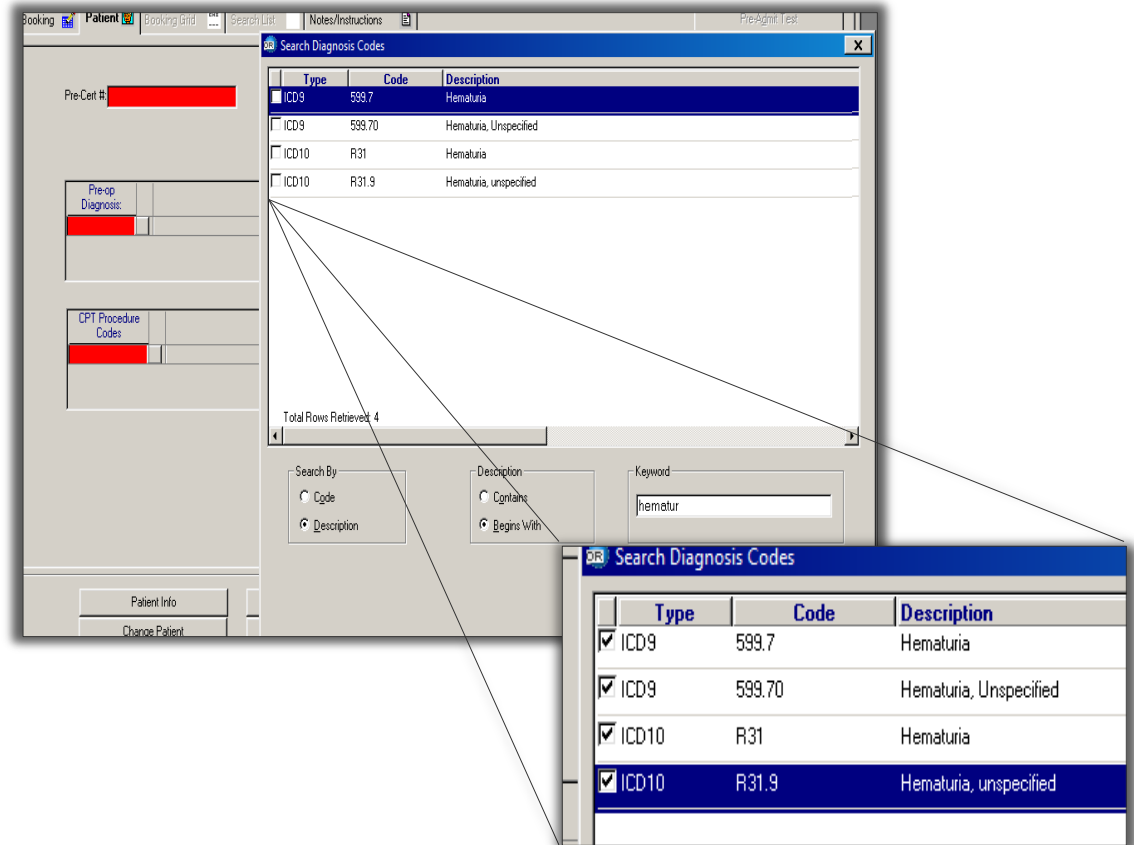 Booking Patient Booking Grid Search List Notes/Instructions Pre-Admit Test
OR Search Diagnosis Codes X
Type Code Description
ICD9 599.7 Hematuria
ICD9 599.70 Hematuria, Unspecified
ICD10 R31 Hematuria
ICD10 R31.9 Hematuria, unspecified
Pre-Cert #:
Pre-op
Diagnosis:
CPT Procedure
Codes
Total Rows Retrieved: 4
Search By Description Keyword
Code Contains hematur
Description Begins With
Patient Info
Change Patient
OR Search Diagnosis Codes
Type Code Description
ICD9 599.7 Hematuria
ICD9 599.70 Hematuria, Unspecified
ICD10 R31 Hematuria
ICD10 R31.9 Hematuria, unspecified